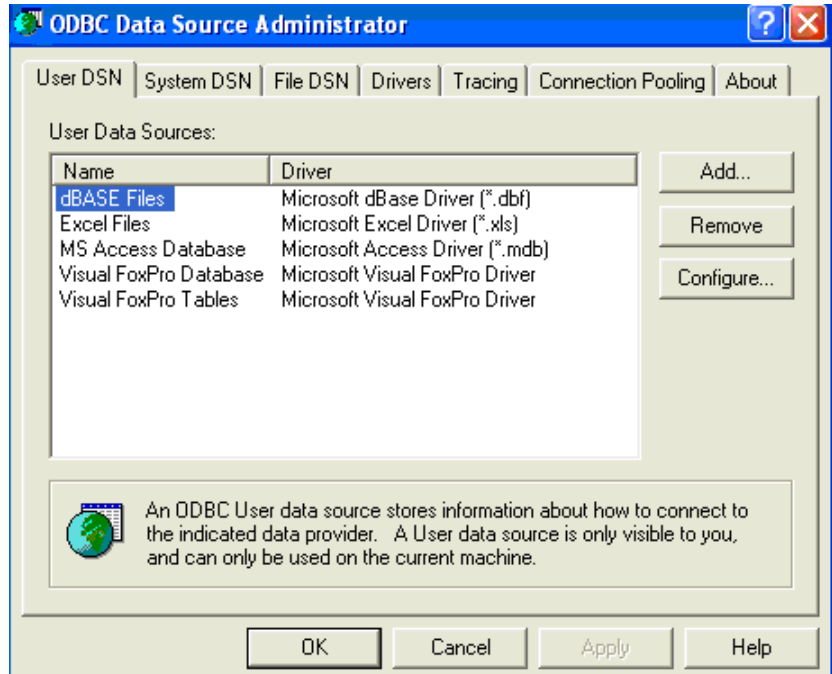 ODBC Data Source Administrator
User DSN System DSN File DSN Drivers Tracing Connection Pooling About
User Data Sources:
Name Driver
dBASE Files Microsoft dBase Driver (*.dbf)
Excel Files Microsoft Excel Driver (*.xls)
MS Access Database Microsoft Access Driver (*.mdb)
Visual FoxPro Database Microsoft Visual FoxPro Driver
Visual FoxPro Tables Microsoft Visual FoxPro Driver
Add...
Remove
Configure...
An ODBC User data source stores information about how to connect to
the indicated data provider. A User data source is only visible to you,
and can only be used on the current machine.
OK Cancel Apply Help